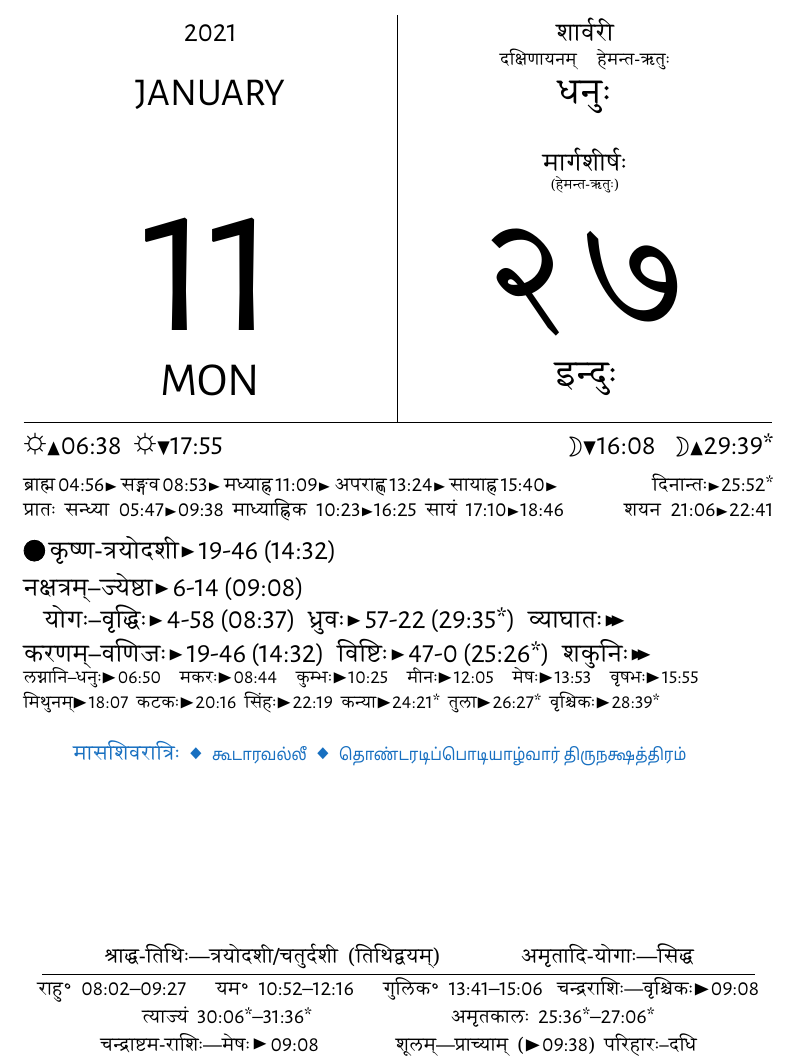 2021
JANUARY
11
MON
शार्वरी
दक्षिणायनम् हेमन्त-ऋतुः
धनुः
मार्गशीर्षः
(हेमन्त-ऋतुः)
२७
इन्दुः
☼▲06:38 ☼▼17:55 ☽▼16:08 ☽▲29:39*
ब्राह्म 04:56► सङ्गव 08:53► मध्याह्न 11:09► अपराह्ण 13:24► सायाह्न 15:40► दिनान्तः►25:52*
प्रातः सन्ध्या 05:47►09:38 माध्याह्निक 10:23►16:25 सायं 17:10►18:46 शयन 21:06►22:41
●कृष्ण-त्रयोदशी►19-46 (14:32)
नक्षत्रम्–ज्येष्ठा►6-14 (09:08)
योगः–वृद्धिः►4-58 (08:37) ध्रुवः►57-22 (29:35*) व्याघातः►►
करणम्–वणिजः►19-46 (14:32) विष्टिः►47-0 (25:26*) शकुनिः►►
लग्नानि–धनुः►06:50 मकरः►08:44 कुम्भः►10:25 मीनः►12:05 मेषः►13:53 वृषभः►15:55
मिथुनम्►18:07 कटकः►20:16 सिंहः►22:19 कन्या►24:21* तुला►26:27* वृश्चिकः►28:39*
मासशिवरात्रिः ◆ கூடாரவல்லீ ◆ தொண்டரடிப்பொடியாழ்வார் திருநக்ஷத்திரம்
श्राद्ध-तिथिः—त्रयोदशी/चतुर्दशी (तिथिद्वयम्) अमृतादि-योगाः—सिद्ध
राहु॰ 08:02–09:27 यम॰ 10:52–12:16 गुलिक॰ 13:41–15:06 चन्द्रराशिः—वृश्चिकः►09:08
त्याज्यं 30:06*–31:36* अमृतकालः 25:36*–27:06*
चन्द्राष्टम-राशिः—मेषः► 09:08 शूलम्—प्राच्याम् (►09:38) परिहारः–दधि